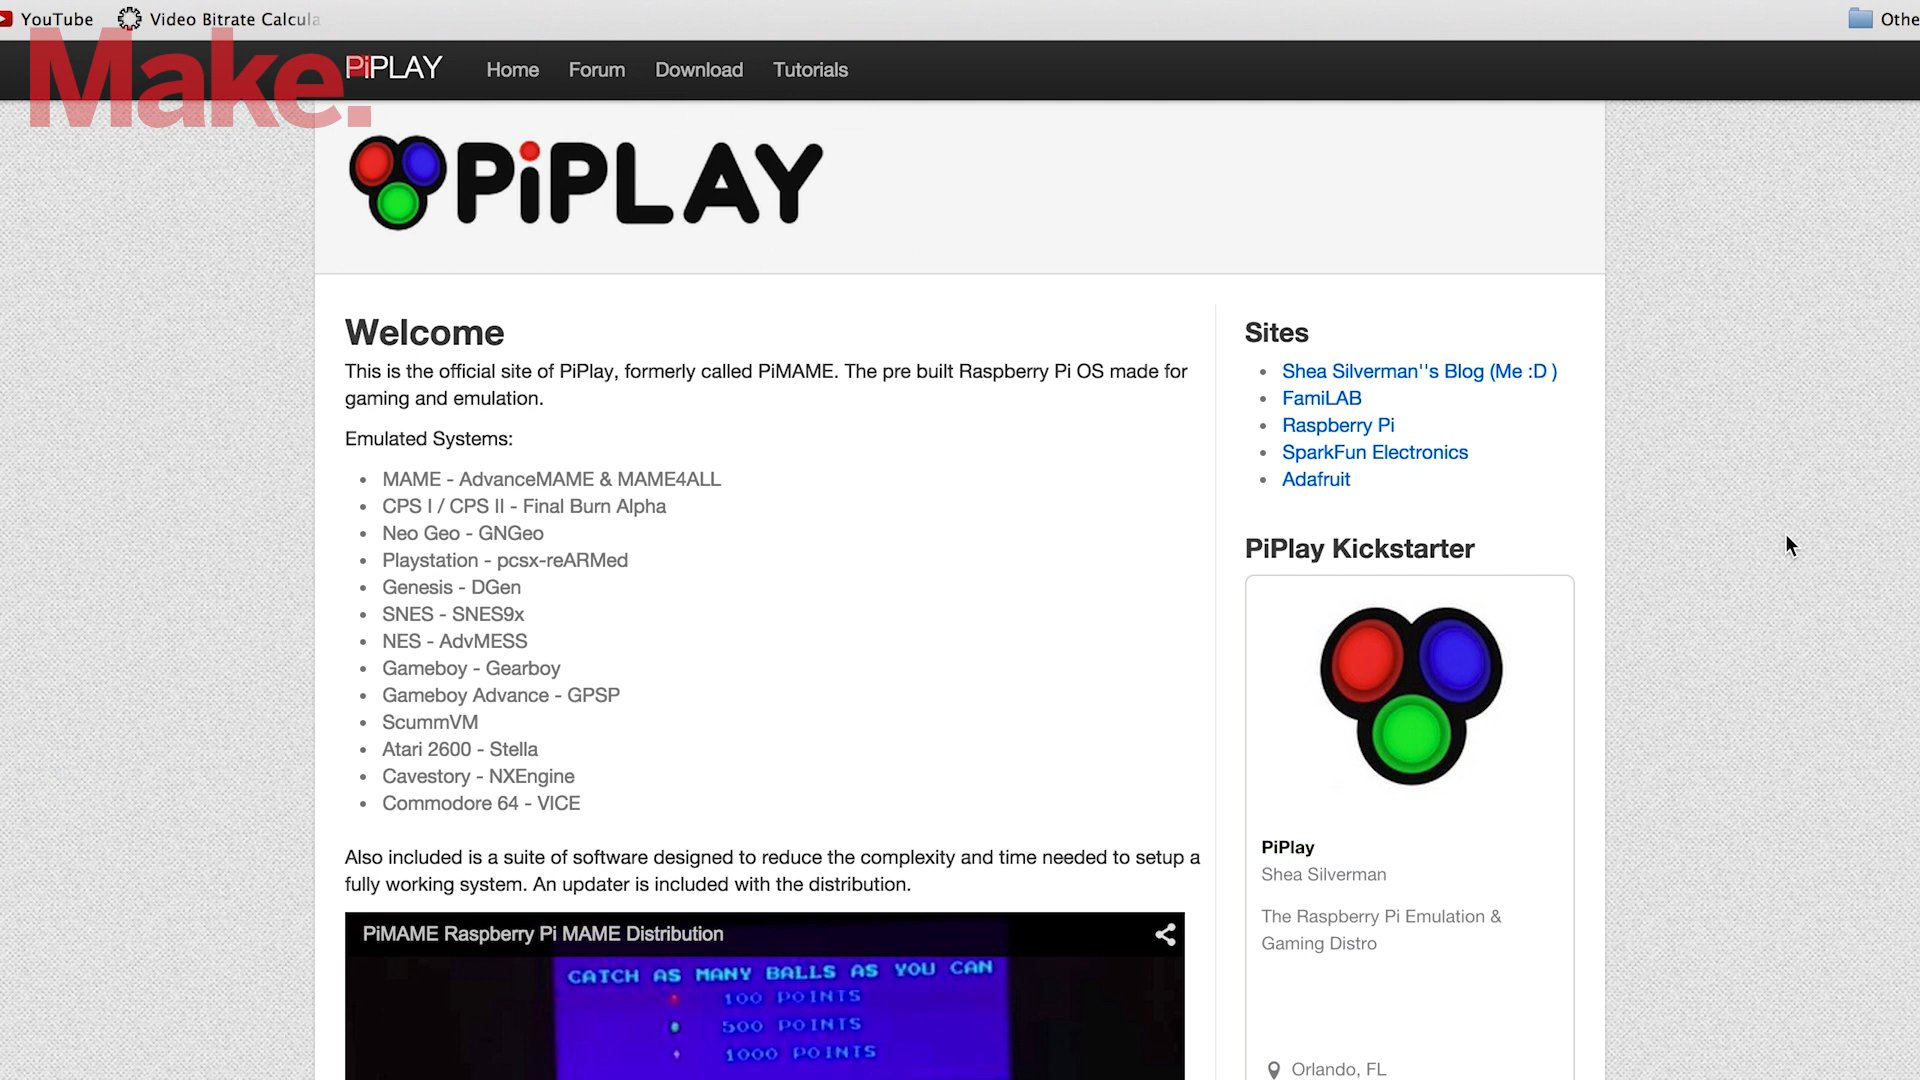 YouTube
Video Bitrate Calcula
Othe
Make.
PiPLAY
Home
Forum
Download
Tutorials
PiPLAY
Welcome
This is the official site of PiPlay, formerly called PiMAME. The pre built Raspberry Pi OS made for
gaming and emulation.
Emulated Systems:
MAME - AdvanceMAME & MAME4ALL
CPS I / CPS II - Final Burn Alpha
Neo Geo - GNGeo
Playstation - pcsx-reARMed
Genesis - DGen
SNES - SNES9x
NES - AdvMESS
Gameboy - Gearboy
Gameboy Advance - GPSP
ScummVM
Atari 2600 - Stella
Cavestory - NXEngine
Commodore 64 - VICE
Also included is a suite of software designed to reduce the complexity and time needed to setup a
fully working system. An updater is included with the distribution.
PiMAME Raspberry Pi MAME Distribution
CATCH AS MANY BALLS AS YOU CAN
100 POINTS
500 POINTS
1000 POINTS
Sites
Shea Silverman''s Blog (Me :D )
FamiLAB
Raspberry Pi
SparkFun Electronics
Adafruit
PiPlay Kickstarter
PiPlay
Shea Silverman
The Raspberry Pi Emulation &
Gaming Distro
Orlando, FL